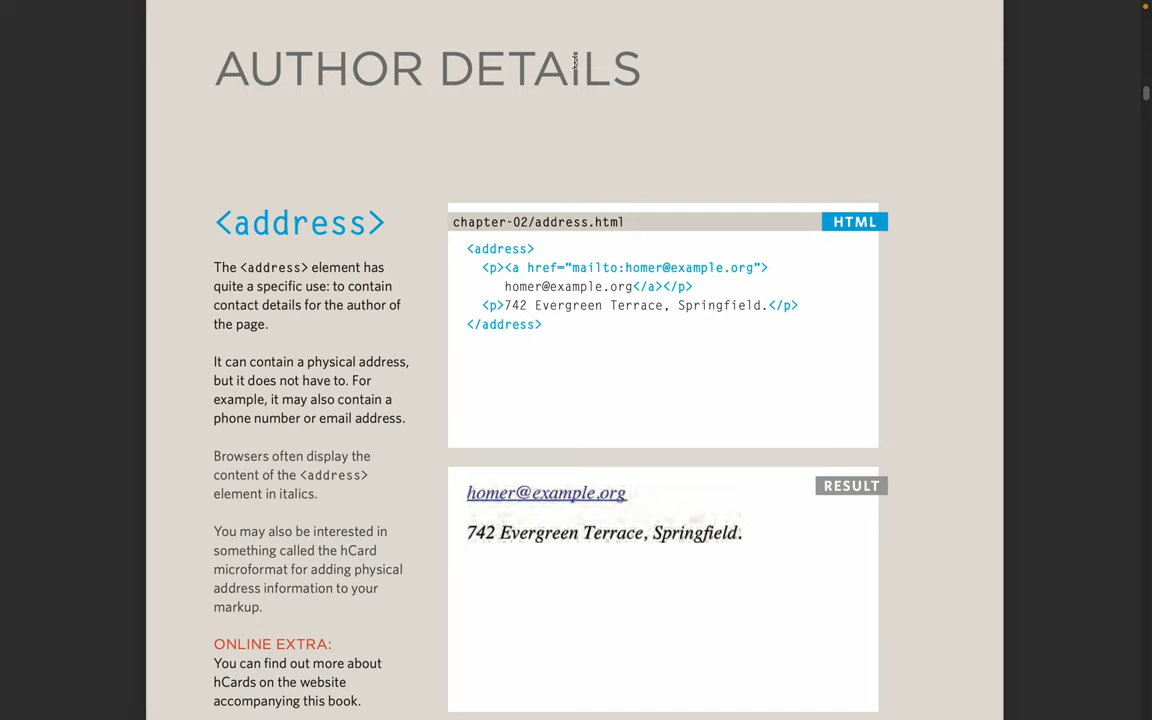 AUTHOR DETAILS
<address>
The <address> element has
quite a specific use: to contain
contact details for the author of
the page.
It can contain a physical address,
but it does not have to. For
example, it may also contain a
phone number or email address.
Browsers often display the
content of the <address>
element in italics.
You may also be interested in
something called the hCard
microformat for adding physical
address information to your
markup.
ONLINE EXTRA:
You can find out more about
hCards on the website
accompanying this book.
chapter-02/address.html
HTML
<address>
<p><a href="mailto:homer@example.org">
homer@example.org</a></p>
<p>742 Evergreen Terrace, Springfield.</p>
</address>
RESULT
homer@example.org
742 Evergreen Terrace, Springfield.